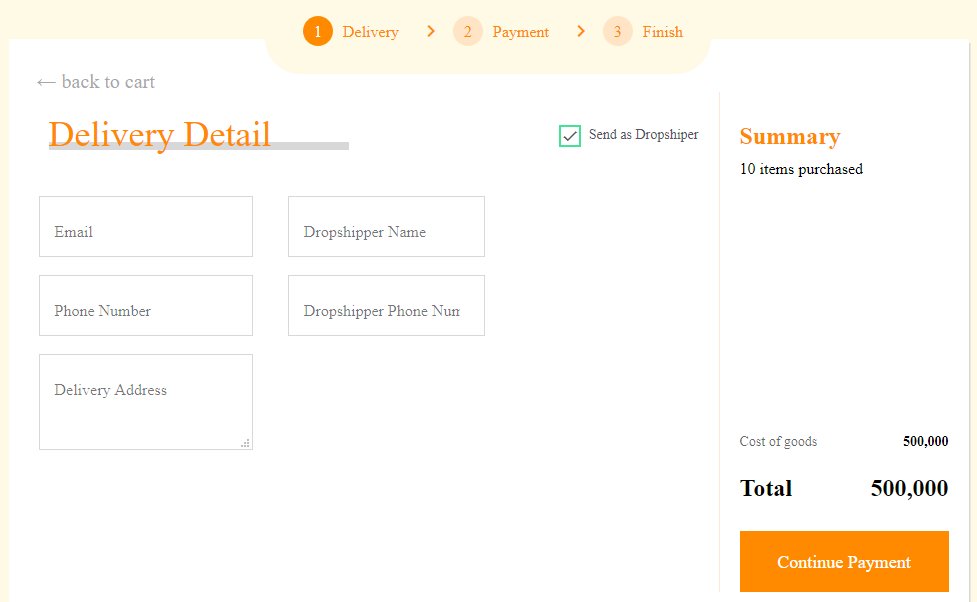 1 Delivery > 2 Payment > 3 Finish
← back to cart
Delivery Detail
Send as Dropshiper
Email
Dropshipper Name
Phone Number
Dropshipper Phone Num
Delivery Address
Summary
10 items purchased
Cost of goods 500,000
Total 500,000
Continue Payment